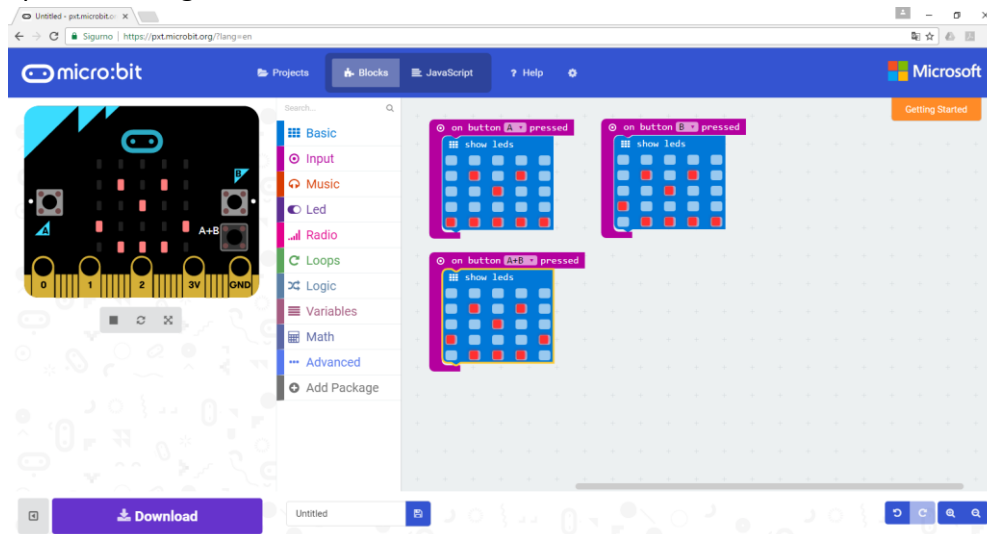 Untitled - pxt.microbit.or
Sigurno | https://pxt.microbit.org/?lang=en
micro:bit
Projects
Blocks
JavaScript
? Help
Microsoft
Getting Started
Search...
Basic
Input
Music
Led
Radio
Loops
Logic
Variables
Math
Advanced
Add Package
on button A pressed
show leds
on button B pressed
show leds
on button A+B pressed
show leds
B
A
A+B
0 1 2 3V GND
Download
Untitled